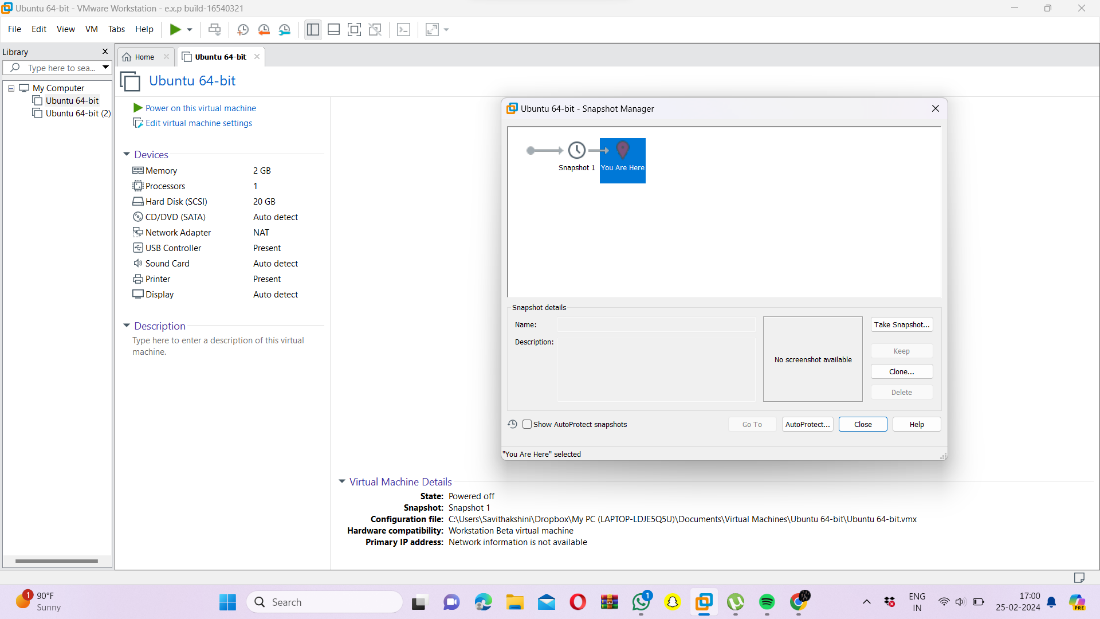 Ubuntu 64-bit - VMware Workstation - e.x.p build-16540321
File Edit View VM Tabs Help
Library X
Type here to sea...
My Computer
Ubuntu 64-bit
Ubuntu 64-bit (2)
Home
Ubuntu 64-bit
Ubuntu 64-bit
Power on this virtual machine
Edit virtual machine settings
Devices
Memory 2 GB
Processors 1
Hard Disk (SCSI) 20 GB
CD/DVD (SATA) Auto detect
Network Adapter NAT
USB Controller Present
Sound Card Auto detect
Printer Present
Display Auto detect
Description
Type here to enter a description of this virtual
machine.
Ubuntu 64-bit - Snapshot Manager
Snapshot 1 You Are Here
Snapshot details
Name:
Description:
No screenshot available
Take Snapshot...
Keep
Clone...
Delete
Show AutoProtect snapshots
Go To AutoProtect... Close Help
"You Are Here" selected
Virtual Machine Details
State: Powered off
Snapshot: Snapshot 1
Configuration file: C:\Users\Savithakshini\Dropbox\My PC (LAPTOP-LDJE5Q5U)\Documents\Virtual Machines\Ubuntu 64-bit\Ubuntu 64-bit.vmx
Hardware compatibility: Workstation Beta virtual machine
Primary IP address: Network information is not available
1
90°F
Sunny
Search
1
ENG
IN
17:00
25-02-2024
PRE